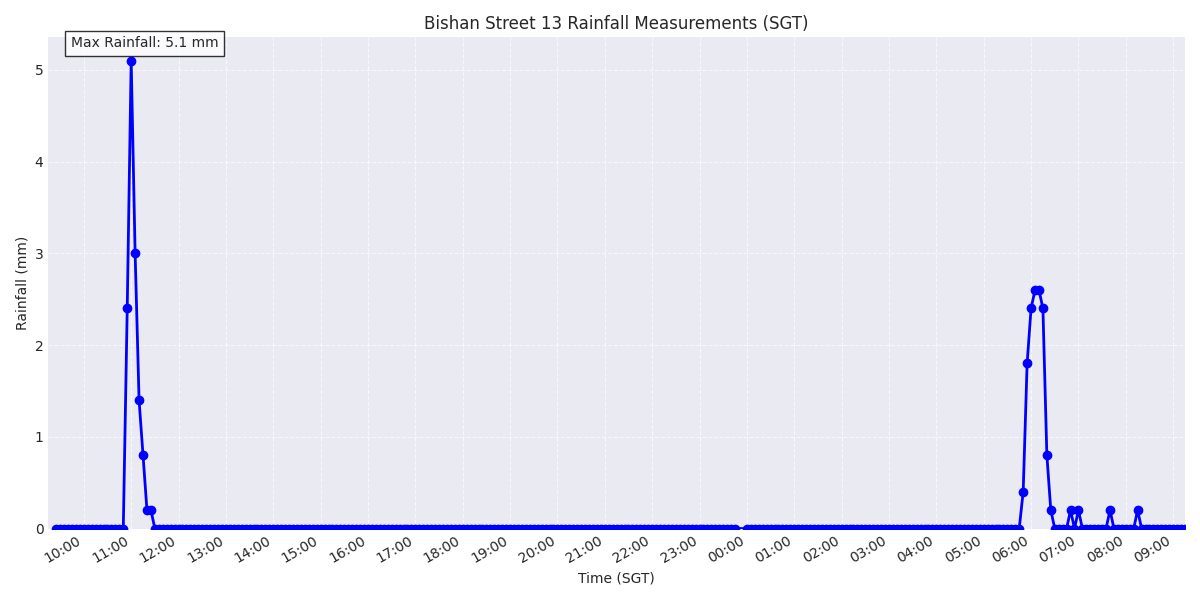 Bishan Street 13 Rainfall Measurements (SGT)
Max Rainfall: 5.1 mm
Rainfall (mm)
5
4
3
2
1
0
10:00 11:00 12:00 13:00 14:00 15:00 16:00 17:00 18:00 19:00 20:00 21:00 22:00 23:00 00:00 01:00 02:00 03:00 04:00 05:00 06:00 07:00 08:00 09:00
Time (SGT)